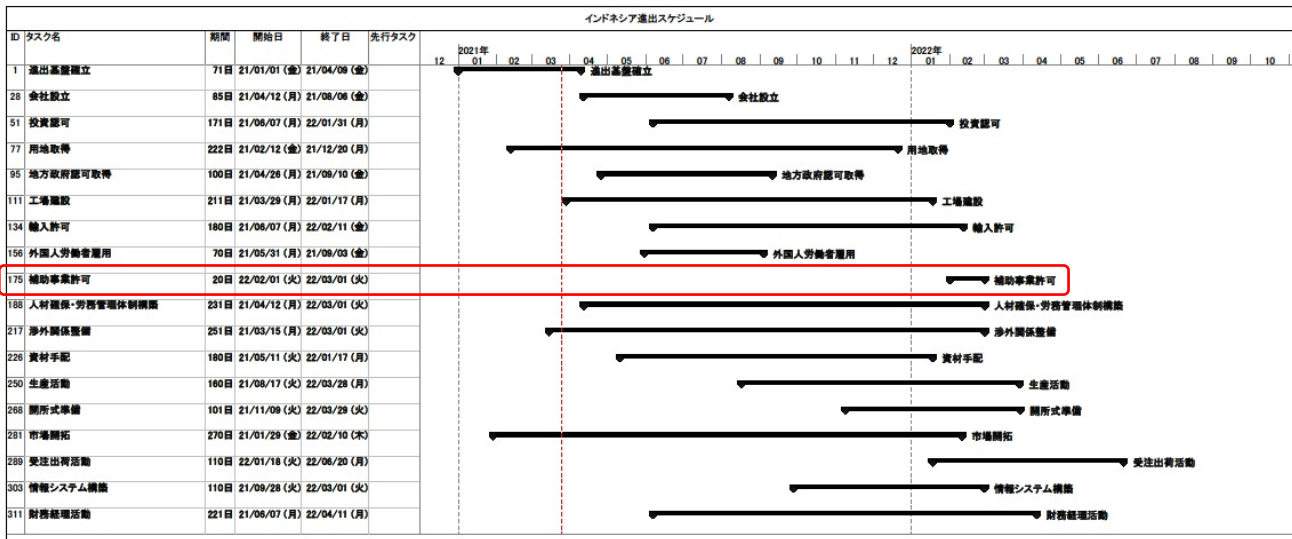 インドネシア進出スケジュール
ID タスク名 期間 開始日 終了日 先行タスク
2021年 2022年
12 01 02 03 04 05 06 07 08 09 10 11 12 01 02 03 04 05 06 07 08 09 10
1 進出基盤確立 71日 21/01/01 (金) 21/04/09 (金) 進出基盤確立
28 会社設立 85日 21/04/12 (月) 21/08/06 (金) 会社設立
51 投資認可 171日 21/06/07 (月) 22/01/31 (月) 投資認可
77 用地取得 222日 21/02/12 (金) 21/12/20 (月) 用地取得
95 地方政府認可取得 100日 21/04/26 (月) 21/09/10 (金) 地方政府認可取得
111 工場建設 211日 21/03/29 (月) 22/01/17 (月) 工場建設
134 輸入許可 180日 21/06/07 (月) 22/02/11 (金) 輸入許可
156 外国人労働者雇用 70日 21/05/31 (月) 21/09/03 (金) 外国人労働者雇用
175 補助事業許可 20日 22/02/01 (火) 22/03/01 (火) 補助事業許可
188 人材確保・労務管理体制構築 231日 21/04/12 (月) 22/03/01 (火) 人材確保・労務管理体制構築
217 渉外関係整備 251日 21/03/15 (月) 22/03/01 (火) 渉外関係整備
226 資材手配 180日 21/05/11 (火) 22/01/17 (月) 資材手配
250 生産活動 160日 21/08/17 (火) 22/03/28 (月) 生産活動
268 開所式準備 101日 21/11/09 (火) 22/03/29 (火) 開所式準備
281 市場開拓 270日 21/01/29 (金) 22/02/10 (木) 市場開拓
289 受注出荷活動 110日 22/01/18 (火) 22/06/20 (月) 受注出荷活動
303 情報システム構築 110日 21/09/28 (火) 22/03/01 (火) 情報システム構築
311 財務経理活動 221日 21/06/07 (月) 22/04/11 (月) 財務経理活動